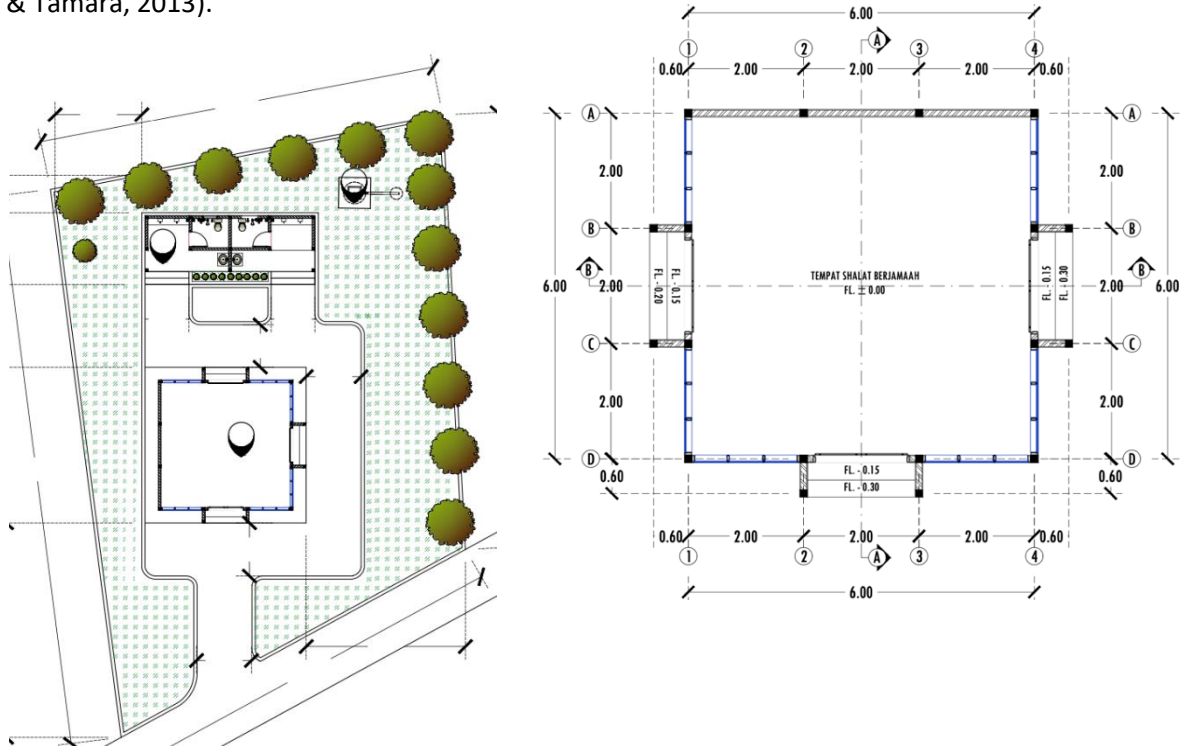 & Tamara, 2013).
6.00
A
1 2 3 4
0.60 2.00 2.00 2.00 0.60
A A
6.00 2.00 2.00 6.00
B B
B FL. - 0.20 FL. - 0.15 TEMPAT SHALAT BERJAMAAH FL. - 0.15 FL. - 0.30 B
6.00 2.00 FL. ± 0.00 2.00 6.00
C C
2.00 2.00
D FL. - 0.15 D
0.60 FL. - 0.30 0.60
0.60 2.00 2.00 2.00 0.60
1 2 A 3 4
6.00